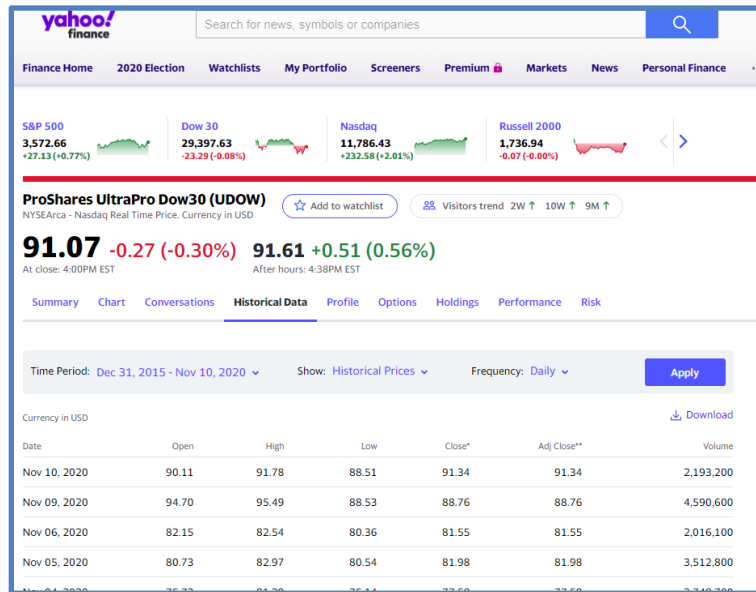 yahoo!
finance
Search for news, symbols or companies
Finance Home 2020 Election Watchlists My Portfolio Screeners Premium Markets News Personal Finance
S&P 500 Dow 30 Nasdaq Russell 2000
3,572.66 29,397.63 11,786.43 1,736.94
+27.13 (+0.77%) -23.29 (-0.08%) +232.58 (+2.01%) -0.07 (-0.00%)
ProShares UltraPro Dow30 (UDOW) Add to watchlist Visitors trend 2W ↑ 10W ↑ 9M ↑
NYSEArca - Nasdaq Real Time Price. Currency in USD
91.07 -0.27 (-0.30%) 91.61 +0.51 (0.56%)
At close: 4:00PM EST After hours: 4:38PM EST
Summary Chart Conversations Historical Data Profile Options Holdings Performance Risk
Time Period: Dec 31, 2015 - Nov 10, 2020 Show: Historical Prices Frequency: Daily Apply
Currency in USD Download
Date Open High Low Close* Adj Close** Volume
Nov 10, 2020 90.11 91.78 88.51 91.34 91.34 2,193,200
Nov 09, 2020 94.70 95.49 88.53 88.76 88.76 4,590,600
Nov 06, 2020 82.15 82.54 80.36 81.55 81.55 2,016,100
Nov 05, 2020 80.73 82.97 80.54 81.98 81.98 3,512,800